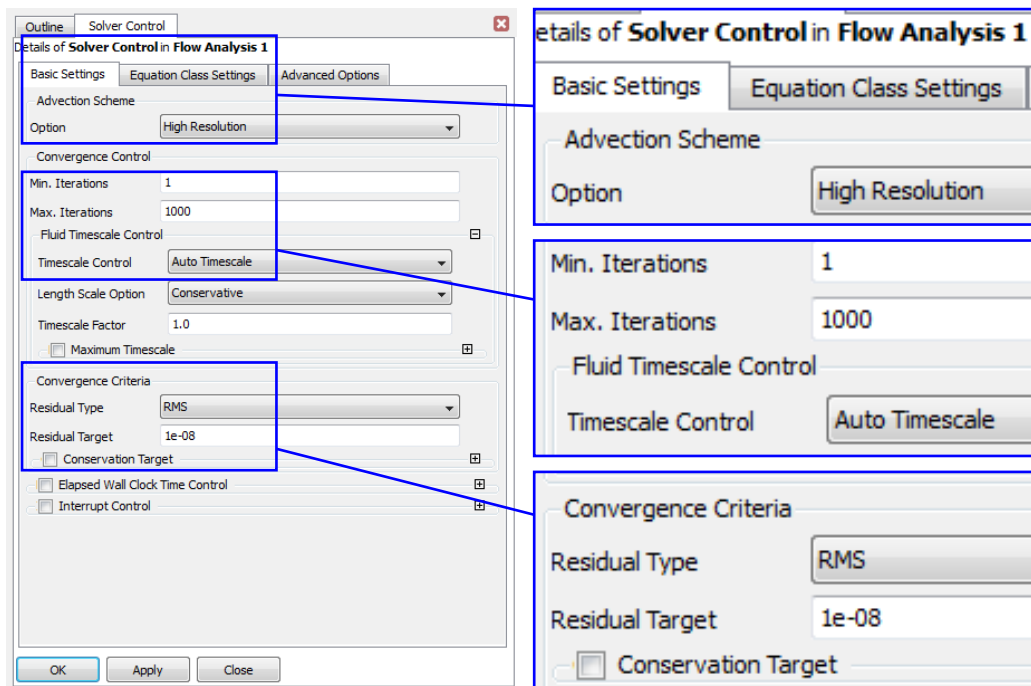 Outline Solver Control
Details of Solver Control in Flow Analysis 1
Basic Settings Equation Class Settings Advanced Options
Advection Scheme
Option High Resolution
Convergence Control
Min. Iterations 1
Max. Iterations 1000
Fluid Timescale Control
Timescale Control Auto Timescale
Length Scale Option Conservative
Timescale Factor 1.0
Maximum Timescale
Convergence Criteria
Residual Type RMS
Residual Target 1e-08
Conservation Target
Elapsed Wall Clock Time Control
Interrupt Control
OK Apply Close
etails of Solver Control in Flow Analysis 1
Basic Settings Equation Class Settings
Advection Scheme
Option High Resolution
Min. Iterations 1
Max. Iterations 1000
Fluid Timescale Control
Timescale Control Auto Timescale
Convergence Criteria
Residual Type RMS
Residual Target 1e-08
Conservation Target